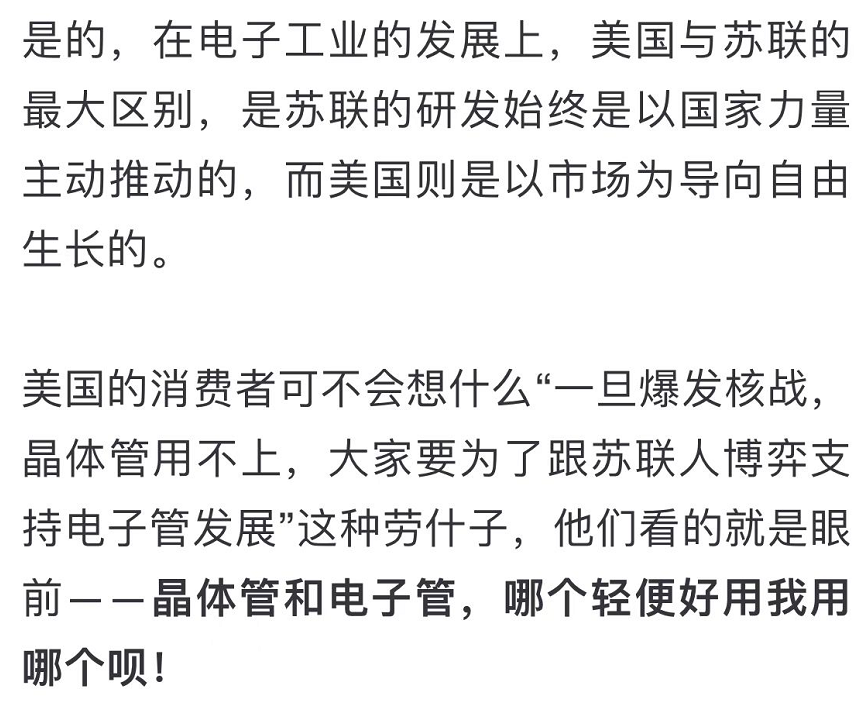 是的，在电子工业的发展上，美国与苏联的
最大区别，是苏联的研发始终是以国家力量
主动推动的，而美国则是以市场为导向自由
生长的。
美国的消费者可不会想什么“一旦爆发核战，
晶体管用不上，大家要为了跟苏联人博弈支
持电子管发展”这种劳什子，他们看的就是眼
前——晶体管和电子管，哪个轻便好用我用
哪个呗！